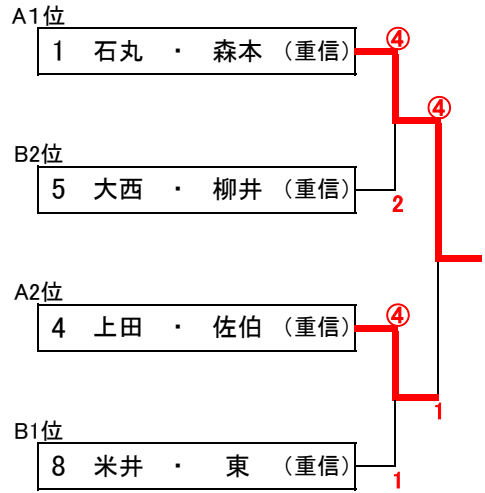 A1位
1 石丸 ・ 森本 (重信)
④
④
B2位
5 大西 ・ 柳井 (重信)
2
A2位
4 上田 ・ 佐伯 (重信)
④
1
B1位
8 米井 ・ 東 (重信)
1